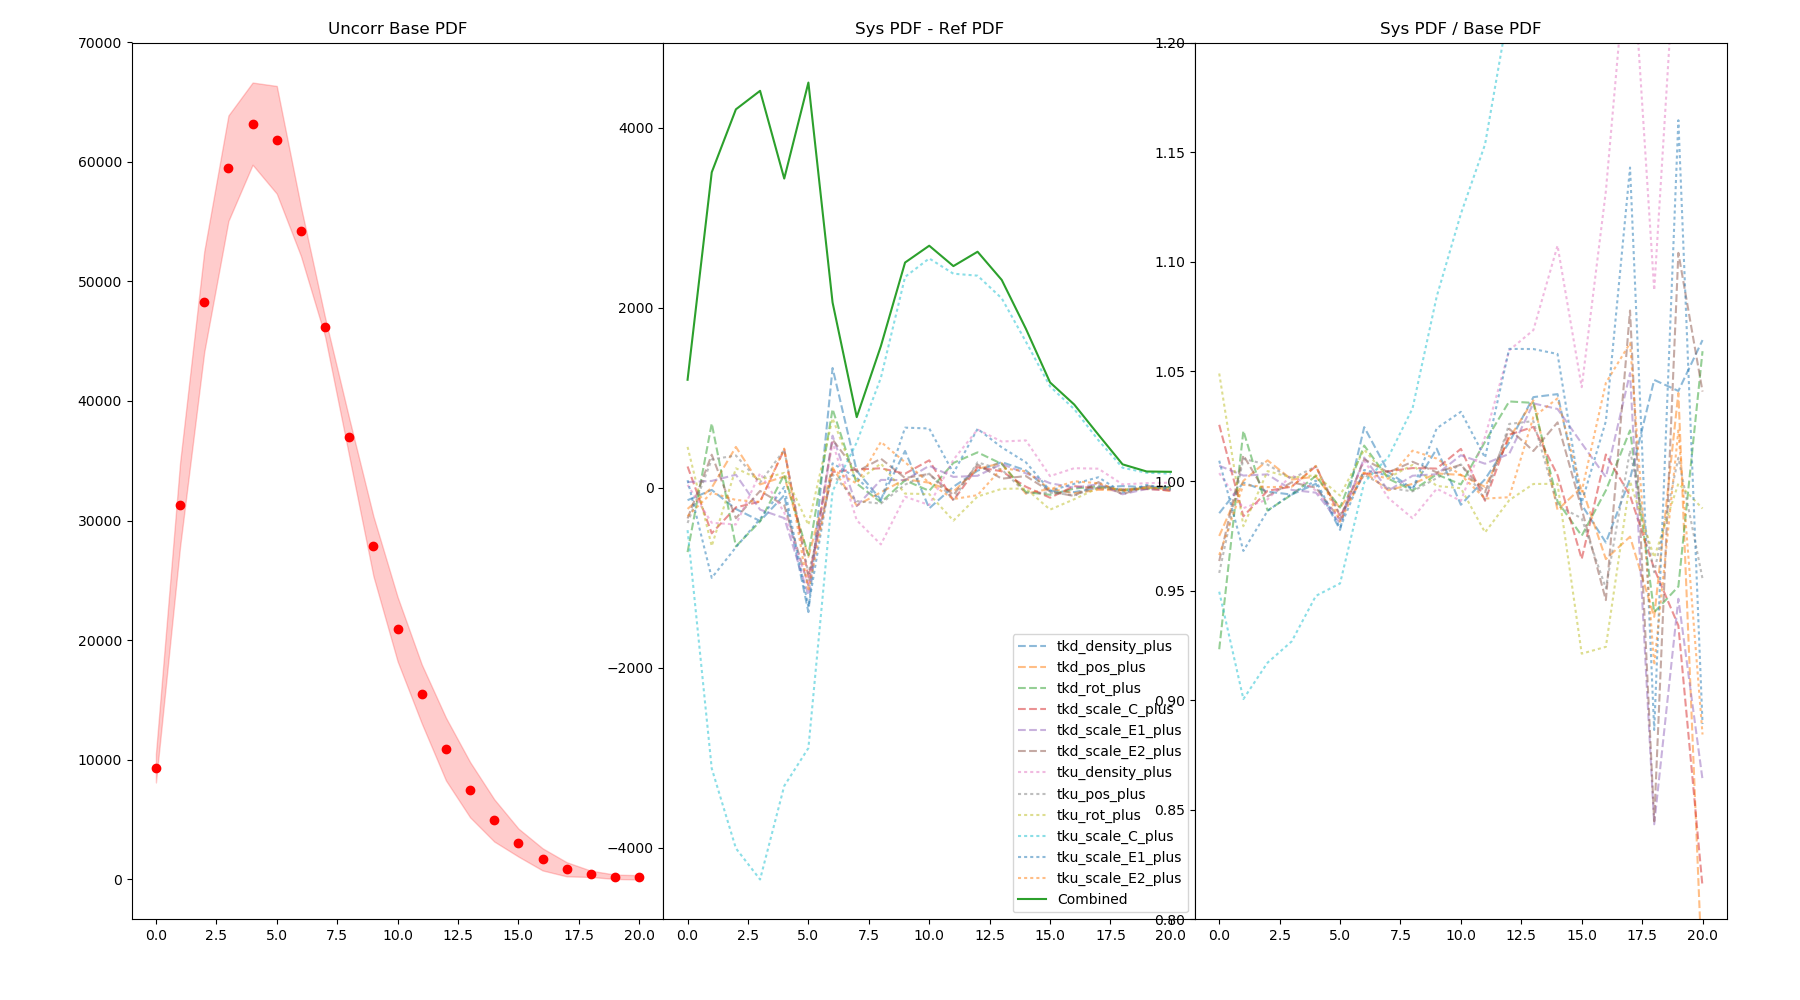 Uncorr Base PDF
Sys PDF - Ref PDF
Sys PDF / Base PDF
70000
60000
50000
40000
30000
20000
10000
0
0.0 2.5 5.0 7.5 10.0 12.5 15.0 17.5 20.0
4000
2000
0
−2000
−4000
0.0 2.5 5.0 7.5 10.0 12.5 15.0 17.5 20.0
tkd_density_plus
tkd_pos_plus
tkd_rot_plus
tkd_scale_C_plus
tkd_scale_E1_plus
tkd_scale_E2_plus
tku_density_plus
tku_pos_plus
tku_rot_plus
tku_scale_C_plus
tku_scale_E1_plus
tku_scale_E2_plus
Combined
1.20
1.15
1.10
1.05
1.00
0.95
0.90
0.85
0.80
0.0 2.5 5.0 7.5 10.0 12.5 15.0 17.5 20.0